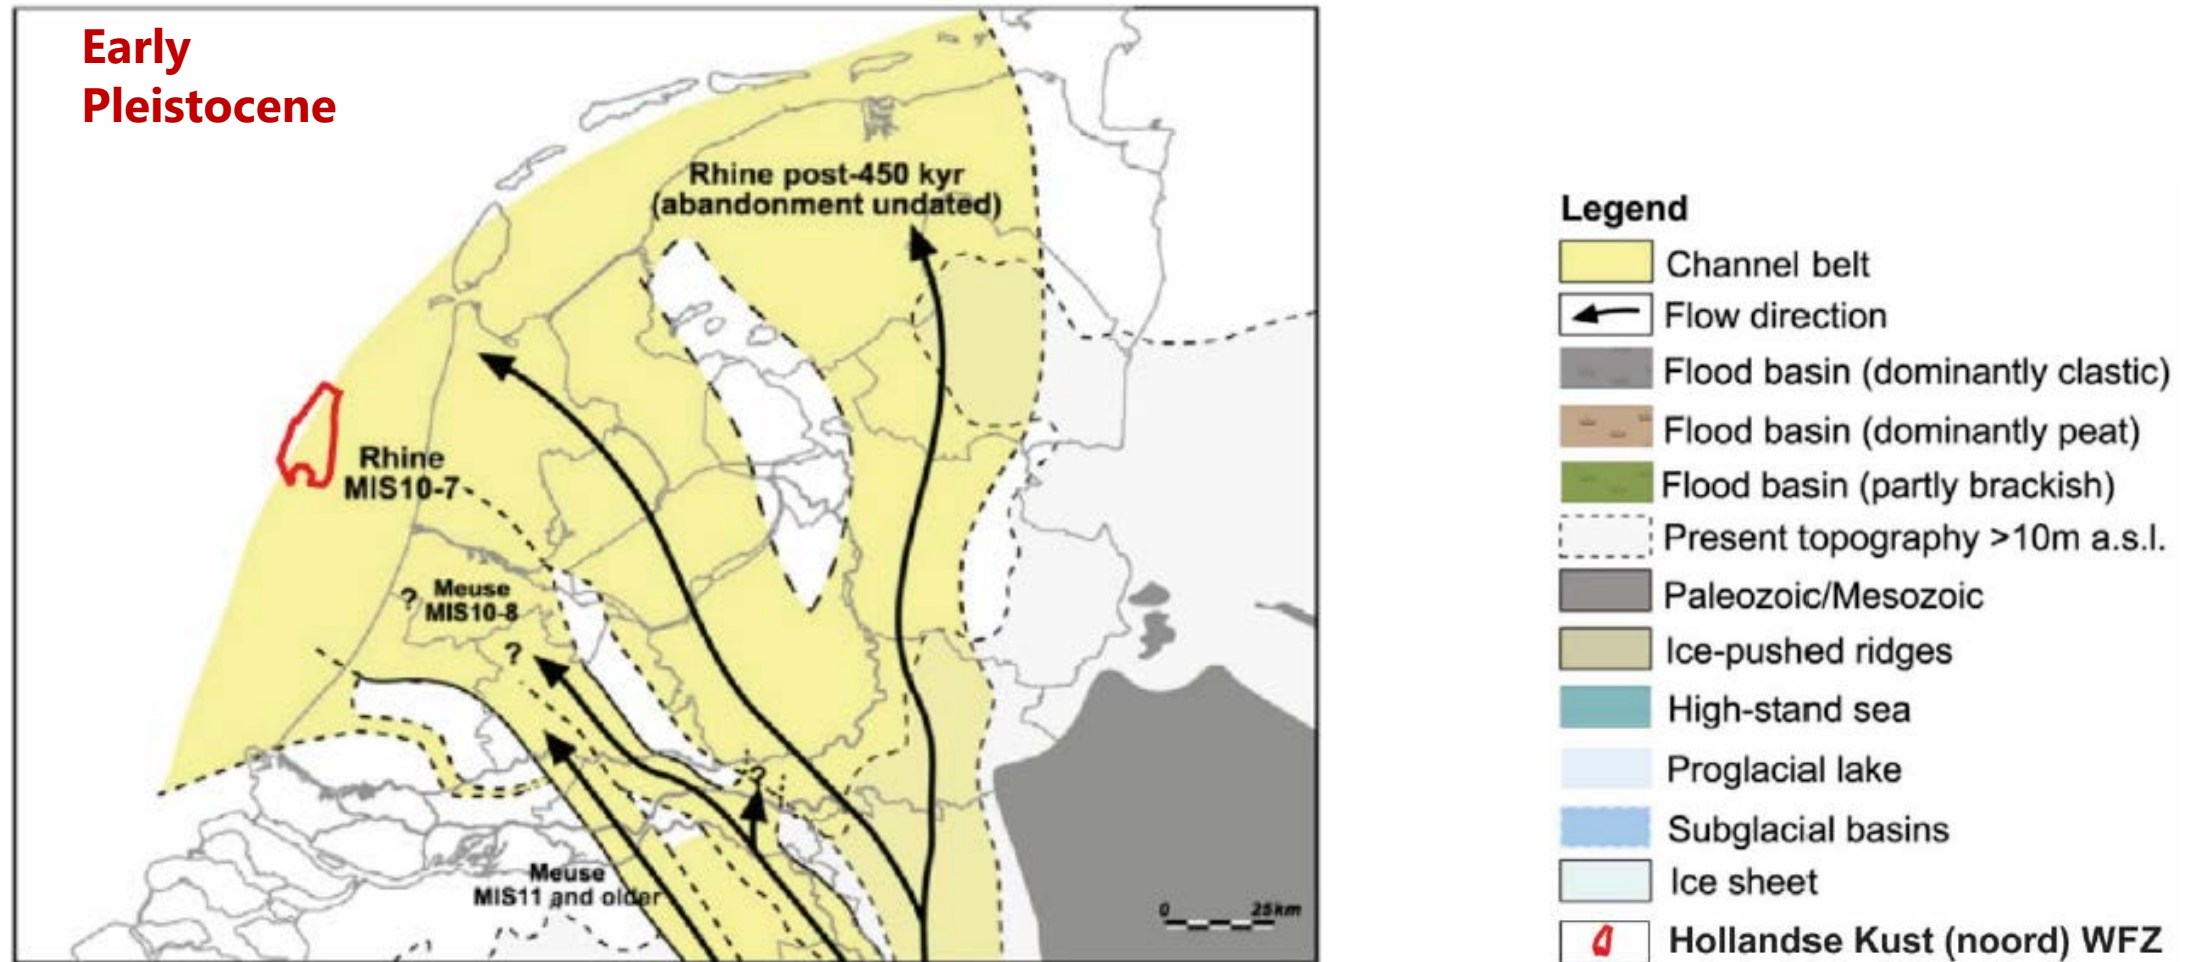 Early
Pleistocene
Rhine post-450 kyr
(abandonment undated)
Rhine
MIS10-7
?
Meuse
MIS10-8
?
?
Meuse
MIS11 and older
0 25km
Legend
Channel belt
Flow direction
Flood basin (dominantly clastic)
Flood basin (dominantly peat)
Flood basin (partly brackish)
Present topography >10m a.s.l.
Paleozoic/Mesozoic
Ice-pushed ridges
High-stand sea
Proglacial lake
Subglacial basins
Ice sheet
Hollandse Kust (noord) WFZ